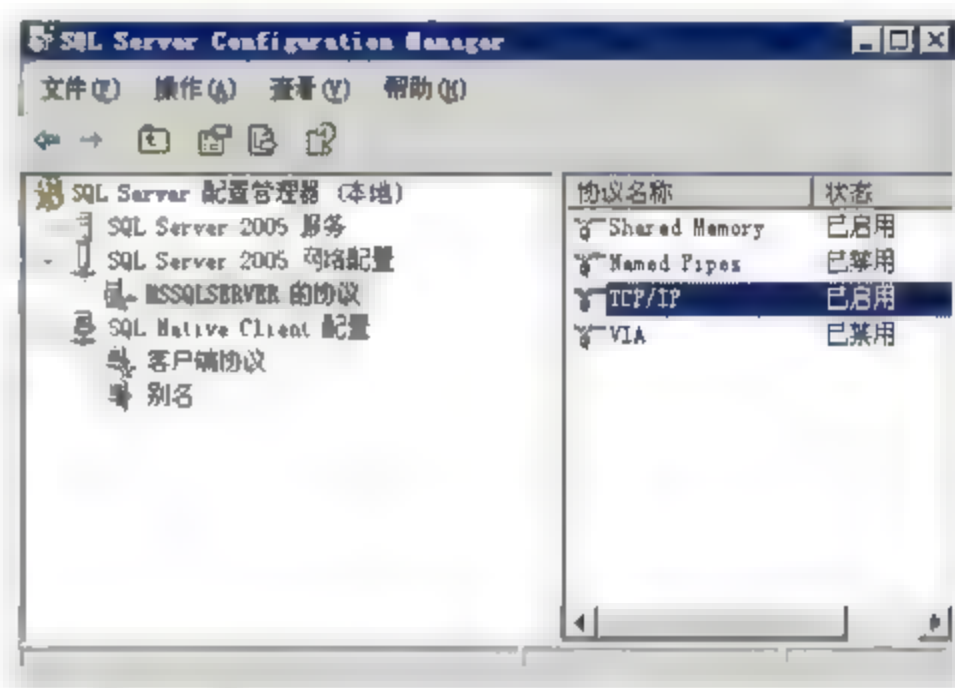 SQL Server Configuration Manager
文件(F) 操作(A) 查看(V) 帮助(H)
SQL Server 配置管理器 (本地)
SQL Server 2005 服务
SQL Server 2005 网络配置
MSSQLSERVER 的协议
SQL Native Client 配置
客户端协议
别名
协议名称 状态
Shared Memory 已启用
Named Pipes 已禁用
TCP/IP 已启用
VIA 已禁用